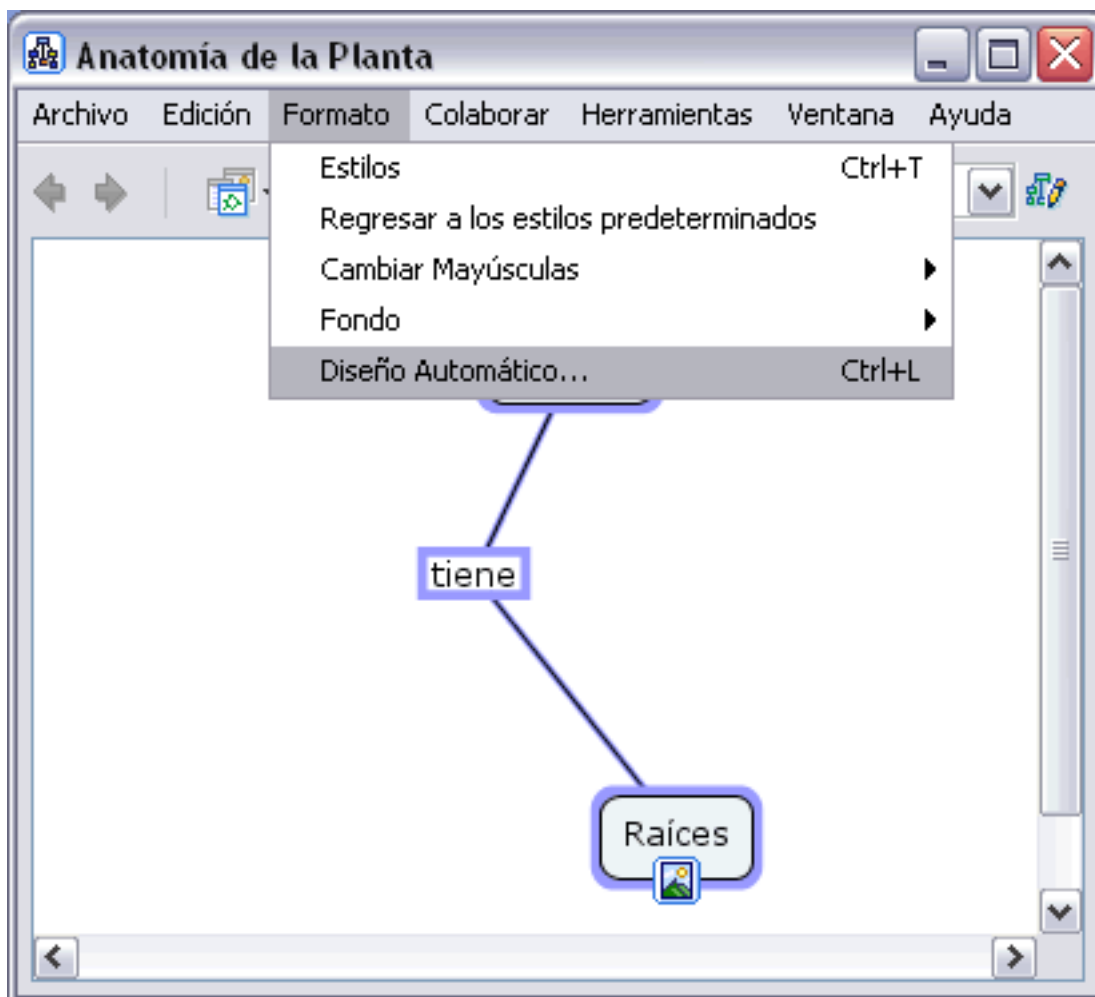 Anatomía de la Planta
Archivo Edición Formato Colaborar Herramientas Ventana Ayuda
Estilos Ctrl+T
Regresar a los estilos predeterminados
Cambiar Mayúsculas
Fondo
Diseño Automático... Ctrl+L
tiene
Raíces